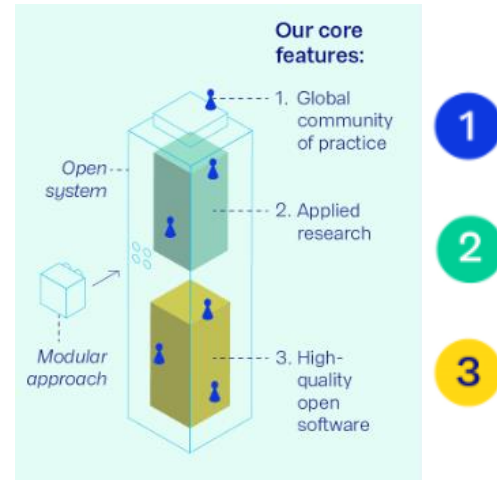 Our core
features:
1. Global
community
of practice
Open
system
2. Applied
research
Modular
approach
3. High-
quality
open
software
1
2
3